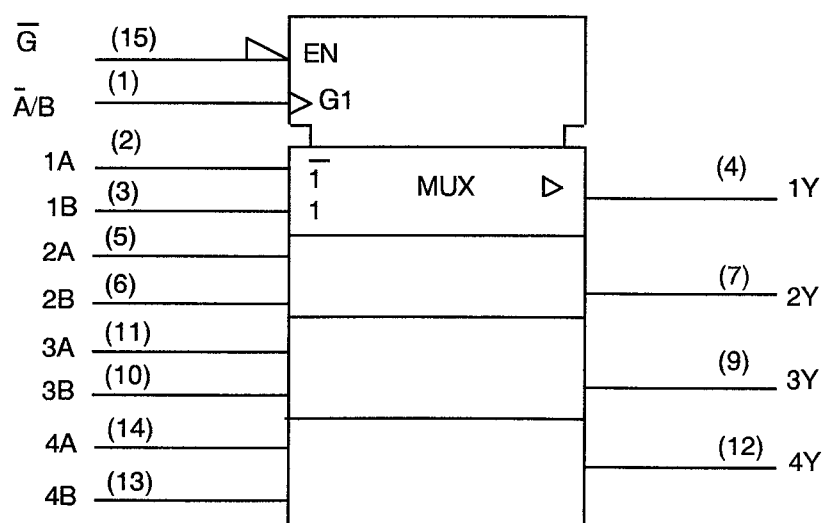 G̅ (15) EN
A̅/B (1) G1
1A (2) 1̅ MUX (4) 1Y
1B (3) 1
2A (5)
2B (6) (7) 2Y
3A (11)
3B (10) (9) 3Y
4A (14) (12) 4Y
4B (13)